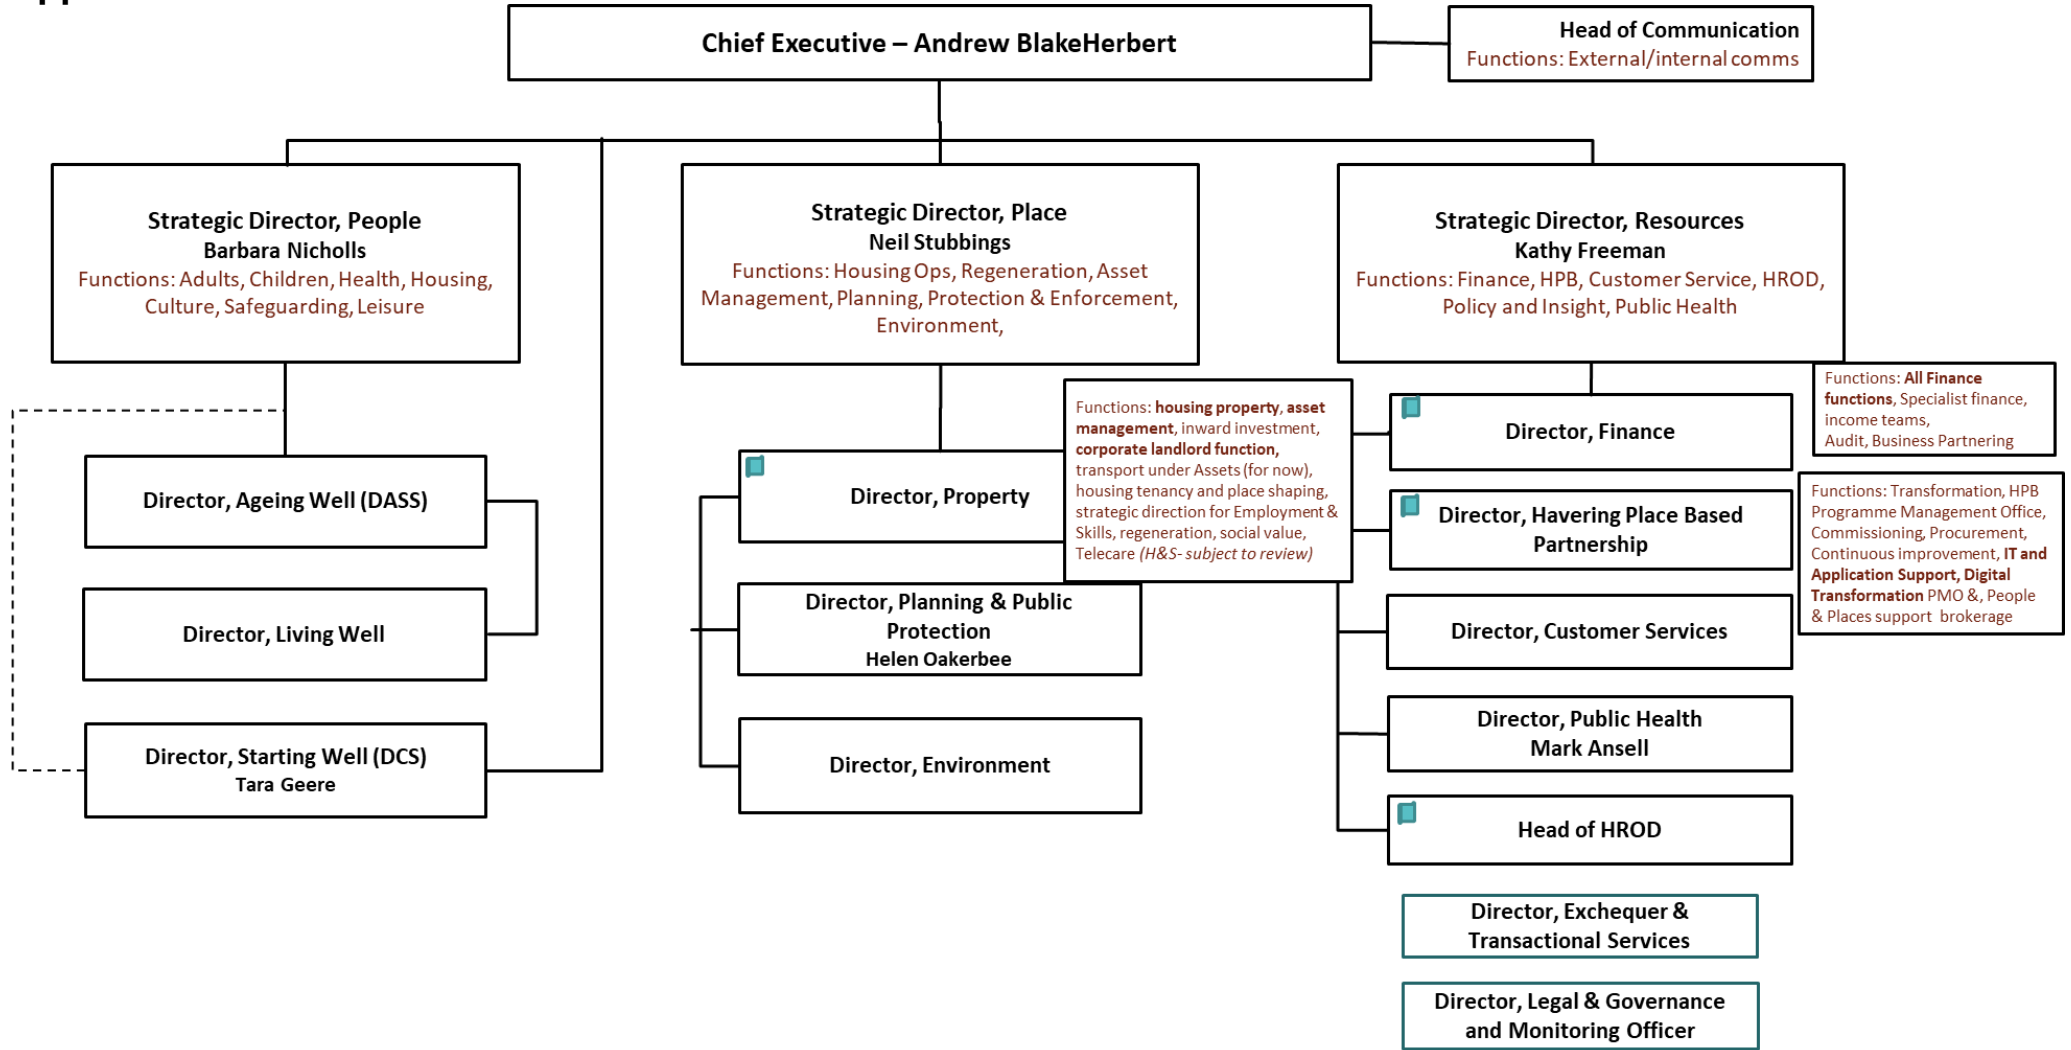 Chief Executive – Andrew BlakeHerbert
Head of Communication
Functions: External/internal comms
Strategic Director, People
Barbara Nicholls
Functions: Adults, Children, Health, Housing,
Culture, Safeguarding, Leisure
Strategic Director, Place
Neil Stubbings
Functions: Housing Ops, Regeneration, Asset
Management, Planning, Protection & Enforcement,
Environment,
Strategic Director, Resources
Kathy Freeman
Functions: Finance, HPB, Customer Service, HROD,
Policy and Insight, Public Health
Director, Ageing Well (DASS)
Director, Living Well
Director, Starting Well (DCS)
Tara Geere
Director, Property
Functions: housing property, asset
management, inward investment,
corporate landlord function,
transport under Assets (for now),
housing tenancy and place shaping,
strategic direction for Employment &
Skills, regeneration, social value,
Telecare (H&S- subject to review)
Director, Planning & Public
Protection
Helen Oakerbee
Director, Environment
Director, Finance
Functions: All Finance
functions, Specialist finance,
income teams,
Audit, Business Partnering
Director, Havering Place Based
Partnership
Functions: Transformation, HPB
Programme Management Office,
Commissioning, Procurement,
Continuous improvement, IT and
Application Support, Digital
Transformation PMO &, People
& Places support brokerage
Director, Customer Services
Director, Public Health
Mark Ansell
Head of HROD
Director, Exchequer &
Transactional Services
Director, Legal & Governance
and Monitoring Officer